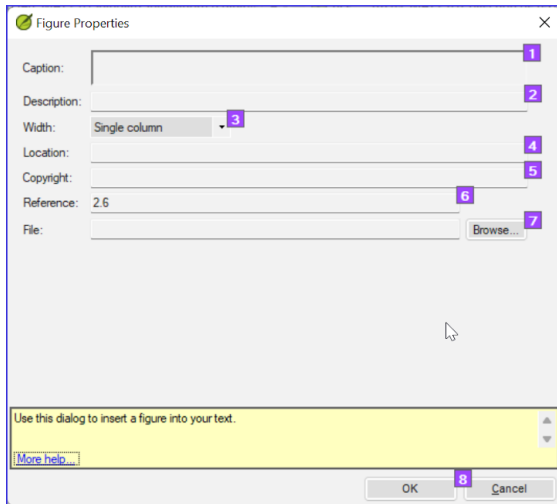 Figure Properties
Caption: 1
Description: 2
Width: Single column 3
Location: 4
Copyright: 5
Reference: 2.6 6
File: Browse... 7
Use this dialog to insert a figure into your text.
More help...
OK 8 Cancel